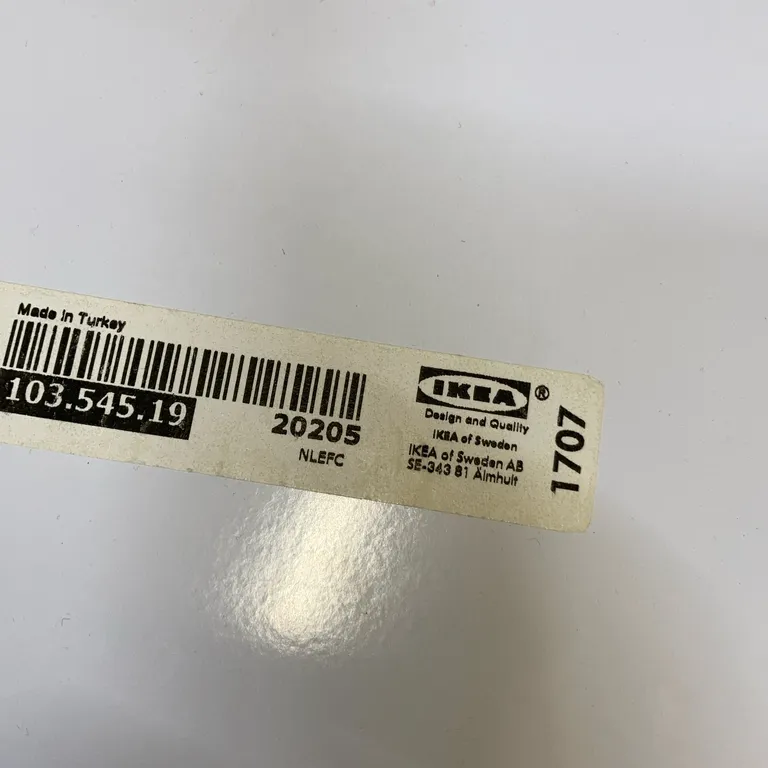 Made in Turkey
103.545.19
20205
NLEFC
IKEA®
Design and Quality
IKEA of Sweden
IKEA of Sweden AB
SE-343 81 Älmhult
1707